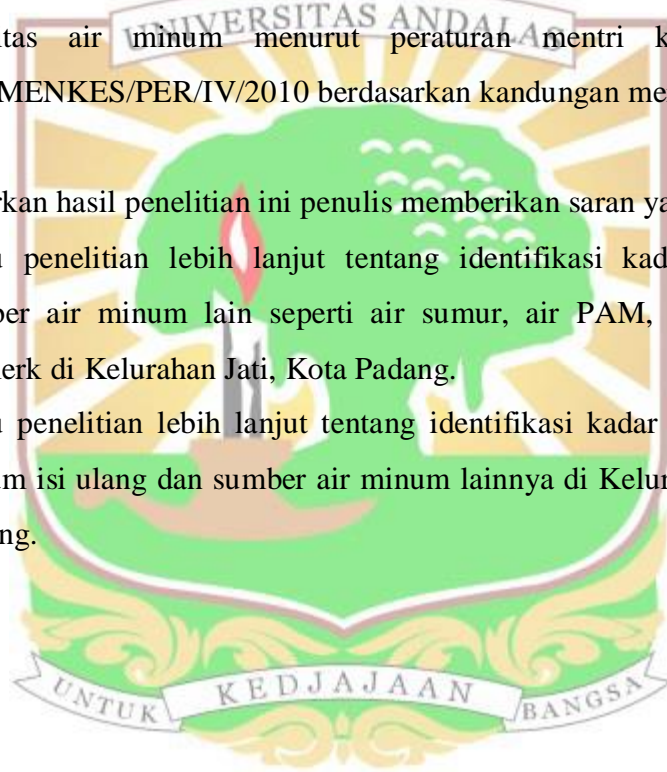 UNIVERSITAS ANDALAS
itas air minum menurut peraturan mentri k
MENKES/PER/IV/2010 berdasarkan kandungan me
rkan hasil penelitian ini penulis memberikan saran ya
u penelitian lebih lanjut tentang identifikasi kad
ber air minum lain seperti air sumur, air PAM,
erk di Kelurahan Jati, Kota Padang.
u penelitian lebih lanjut tentang identifikasi kadar
um isi ulang dan sumber air minum lainnya di Kelur
ng.
UNTUK KEDJAJAAN BANGSA